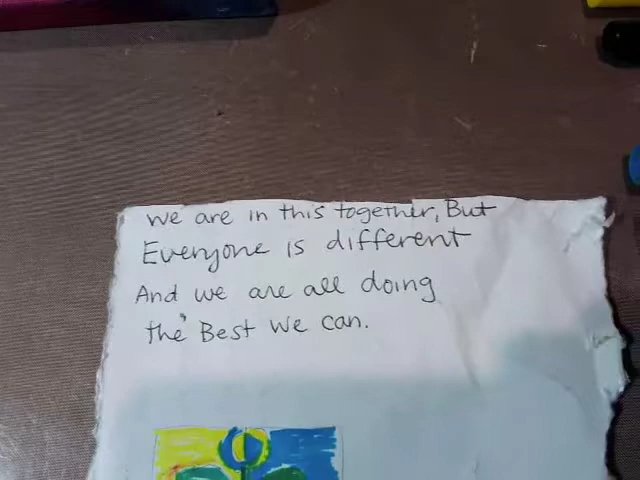 we are in this together, But
Everyone is different
And we are all doing
the Best We can.